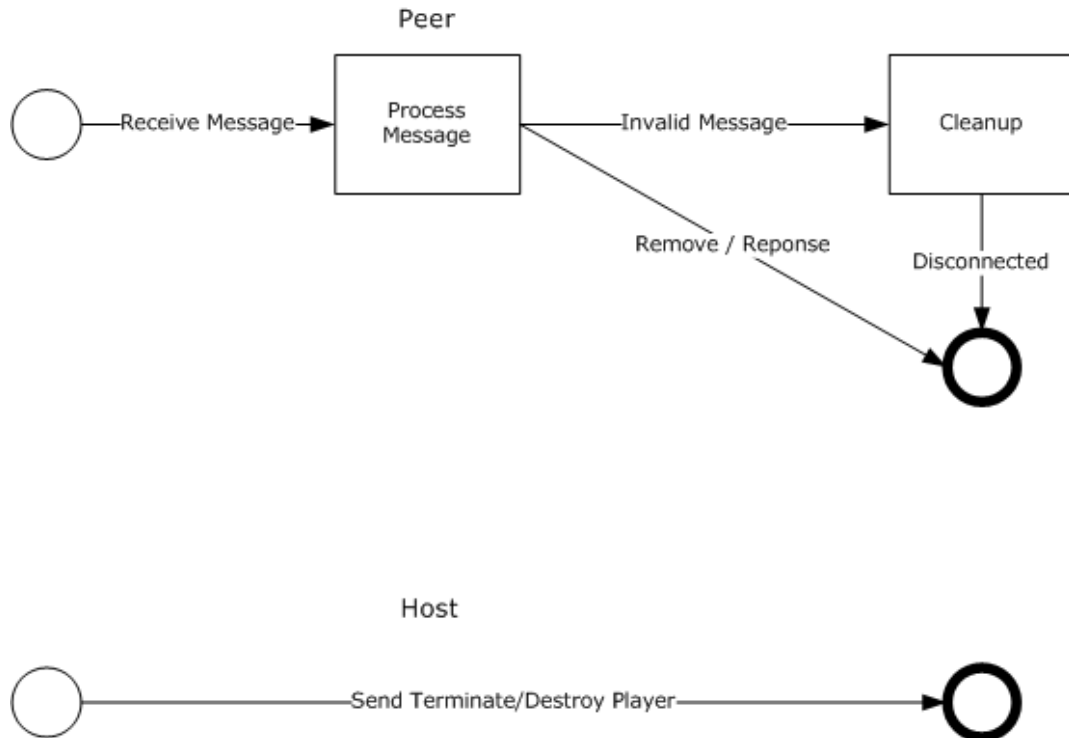 Peer
Receive Message
Process
Message
Invalid Message
Cleanup
Remove / Reponse
Disconnected
Host
Send Terminate/Destroy Player